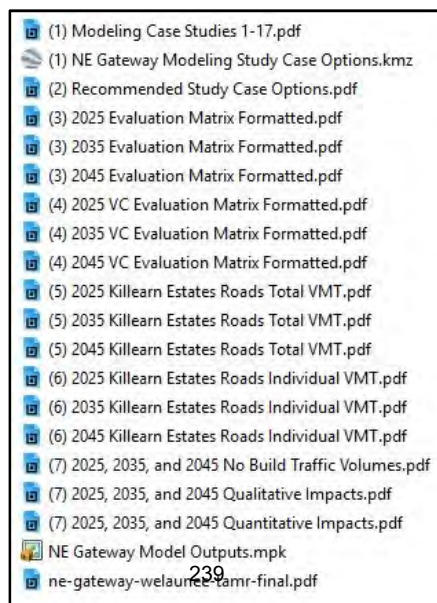 (1) Modeling Case Studies 1-17.pdf
(1) NE Gateway Modeling Study Case Options.kmz
(2) Recommended Study Case Options.pdf
(3) 2025 Evaluation Matrix Formatted.pdf
(3) 2035 Evaluation Matrix Formatted.pdf
(3) 2045 Evaluation Matrix Formatted.pdf
(4) 2025 VC Evaluation Matrix Formatted.pdf
(4) 2035 VC Evaluation Matrix Formatted.pdf
(4) 2045 VC Evaluation Matrix Formatted.pdf
(5) 2025 Killearn Estates Roads Total VMT.pdf
(5) 2035 Killearn Estates Roads Total VMT.pdf
(5) 2045 Killearn Estates Roads Total VMT.pdf
(6) 2025 Killearn Estates Roads Individual VMT.pdf
(6) 2035 Killearn Estates Roads Individual VMT.pdf
(6) 2045 Killearn Estates Roads Individual VMT.pdf
(7) 2025, 2035, and 2045 No Build Traffic Volumes.pdf
(7) 2025, 2035, and 2045 Qualitative Impacts.pdf
(7) 2025, 2035, and 2045 Quantitative Impacts.pdf
NE Gateway Model Outputs.mpk
239
ne-gateway-welaunee-tamr-final.pdf